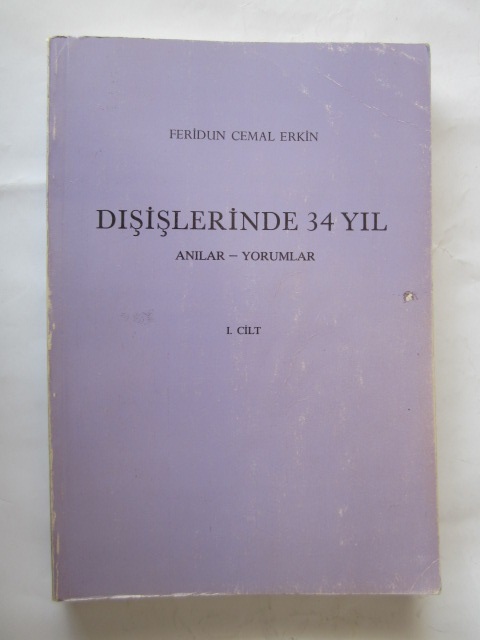 FERİDUN CEMAL ERKİN
DIŞİŞLERİNDE 34 YIL
ANILAR – YORUMLAR
I. CİLT